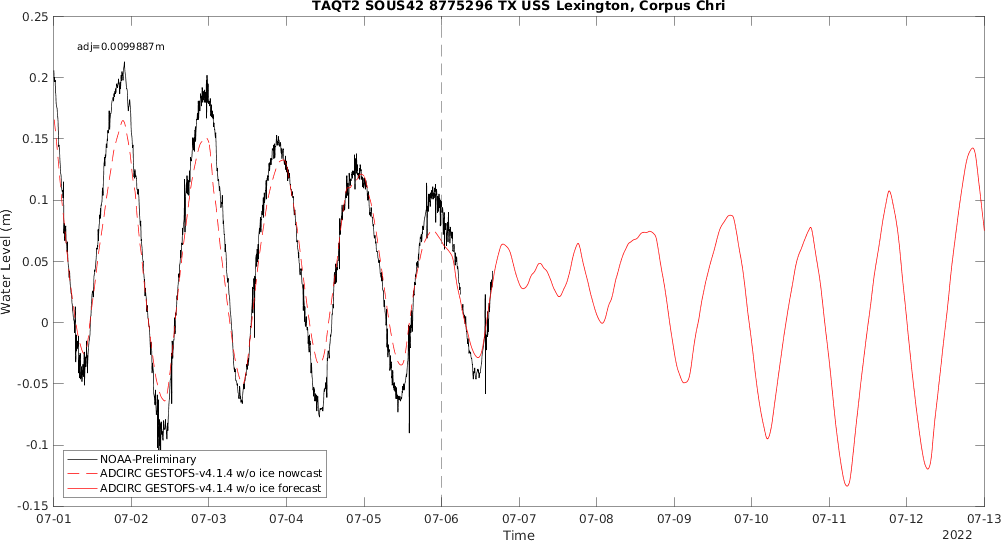 TAQT2 SOUS42 8775296 TX USS Lexington, Corpus Chri
0.25
adj=0.0099887m
0.2
0.15
0.1
0.05
0
-0.05
-0.1
-0.15
Water Level (m)
NOAA-Preliminary
ADCIRC GESTOFS-v4.1.4 w/o ice nowcast
ADCIRC GESTOFS-v4.1.4 w/o ice forecast
07-01 07-02 07-03 07-04 07-05 07-06 07-07 07-08 07-09 07-10 07-11 07-12 07-13
Time
2022